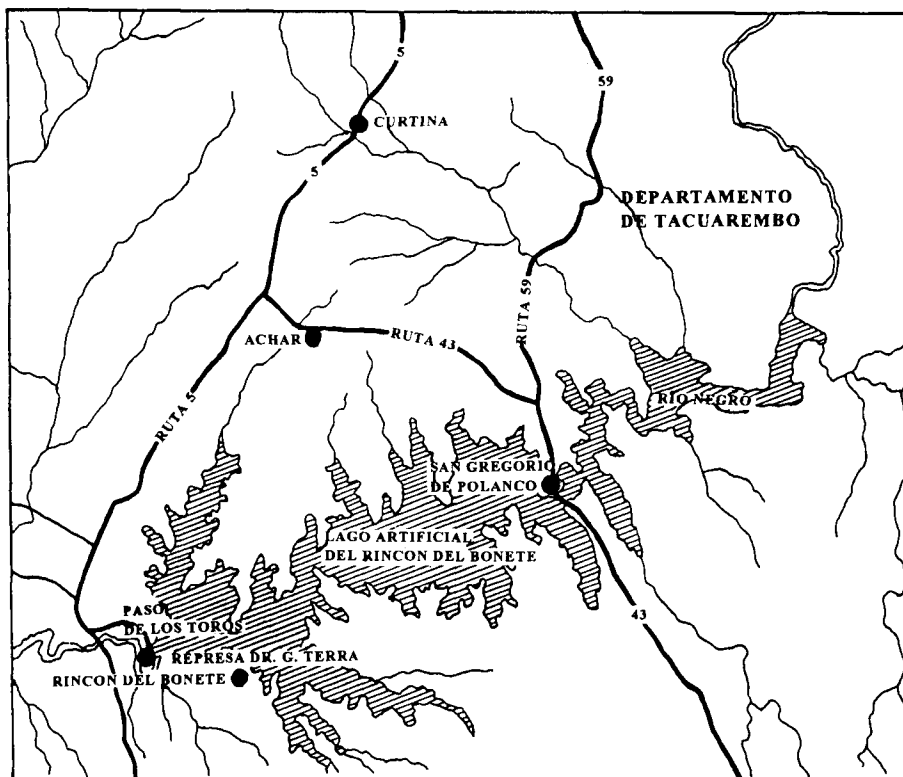 5
59
CURTINA
5
DEPARTAMENTO
DE TACUAREMBO
RUTA 59
ACHAR
RUTA 43
RUTA 5
RIO NEGRO
SAN GREGORIO
DE POLANCO
LAGO ARTIFICIAL
DEL RINCON DEL BONETE
PASO
DE LOS TOROS
43
REPRESA DR. G. TERRA
RINCON DEL BONETE